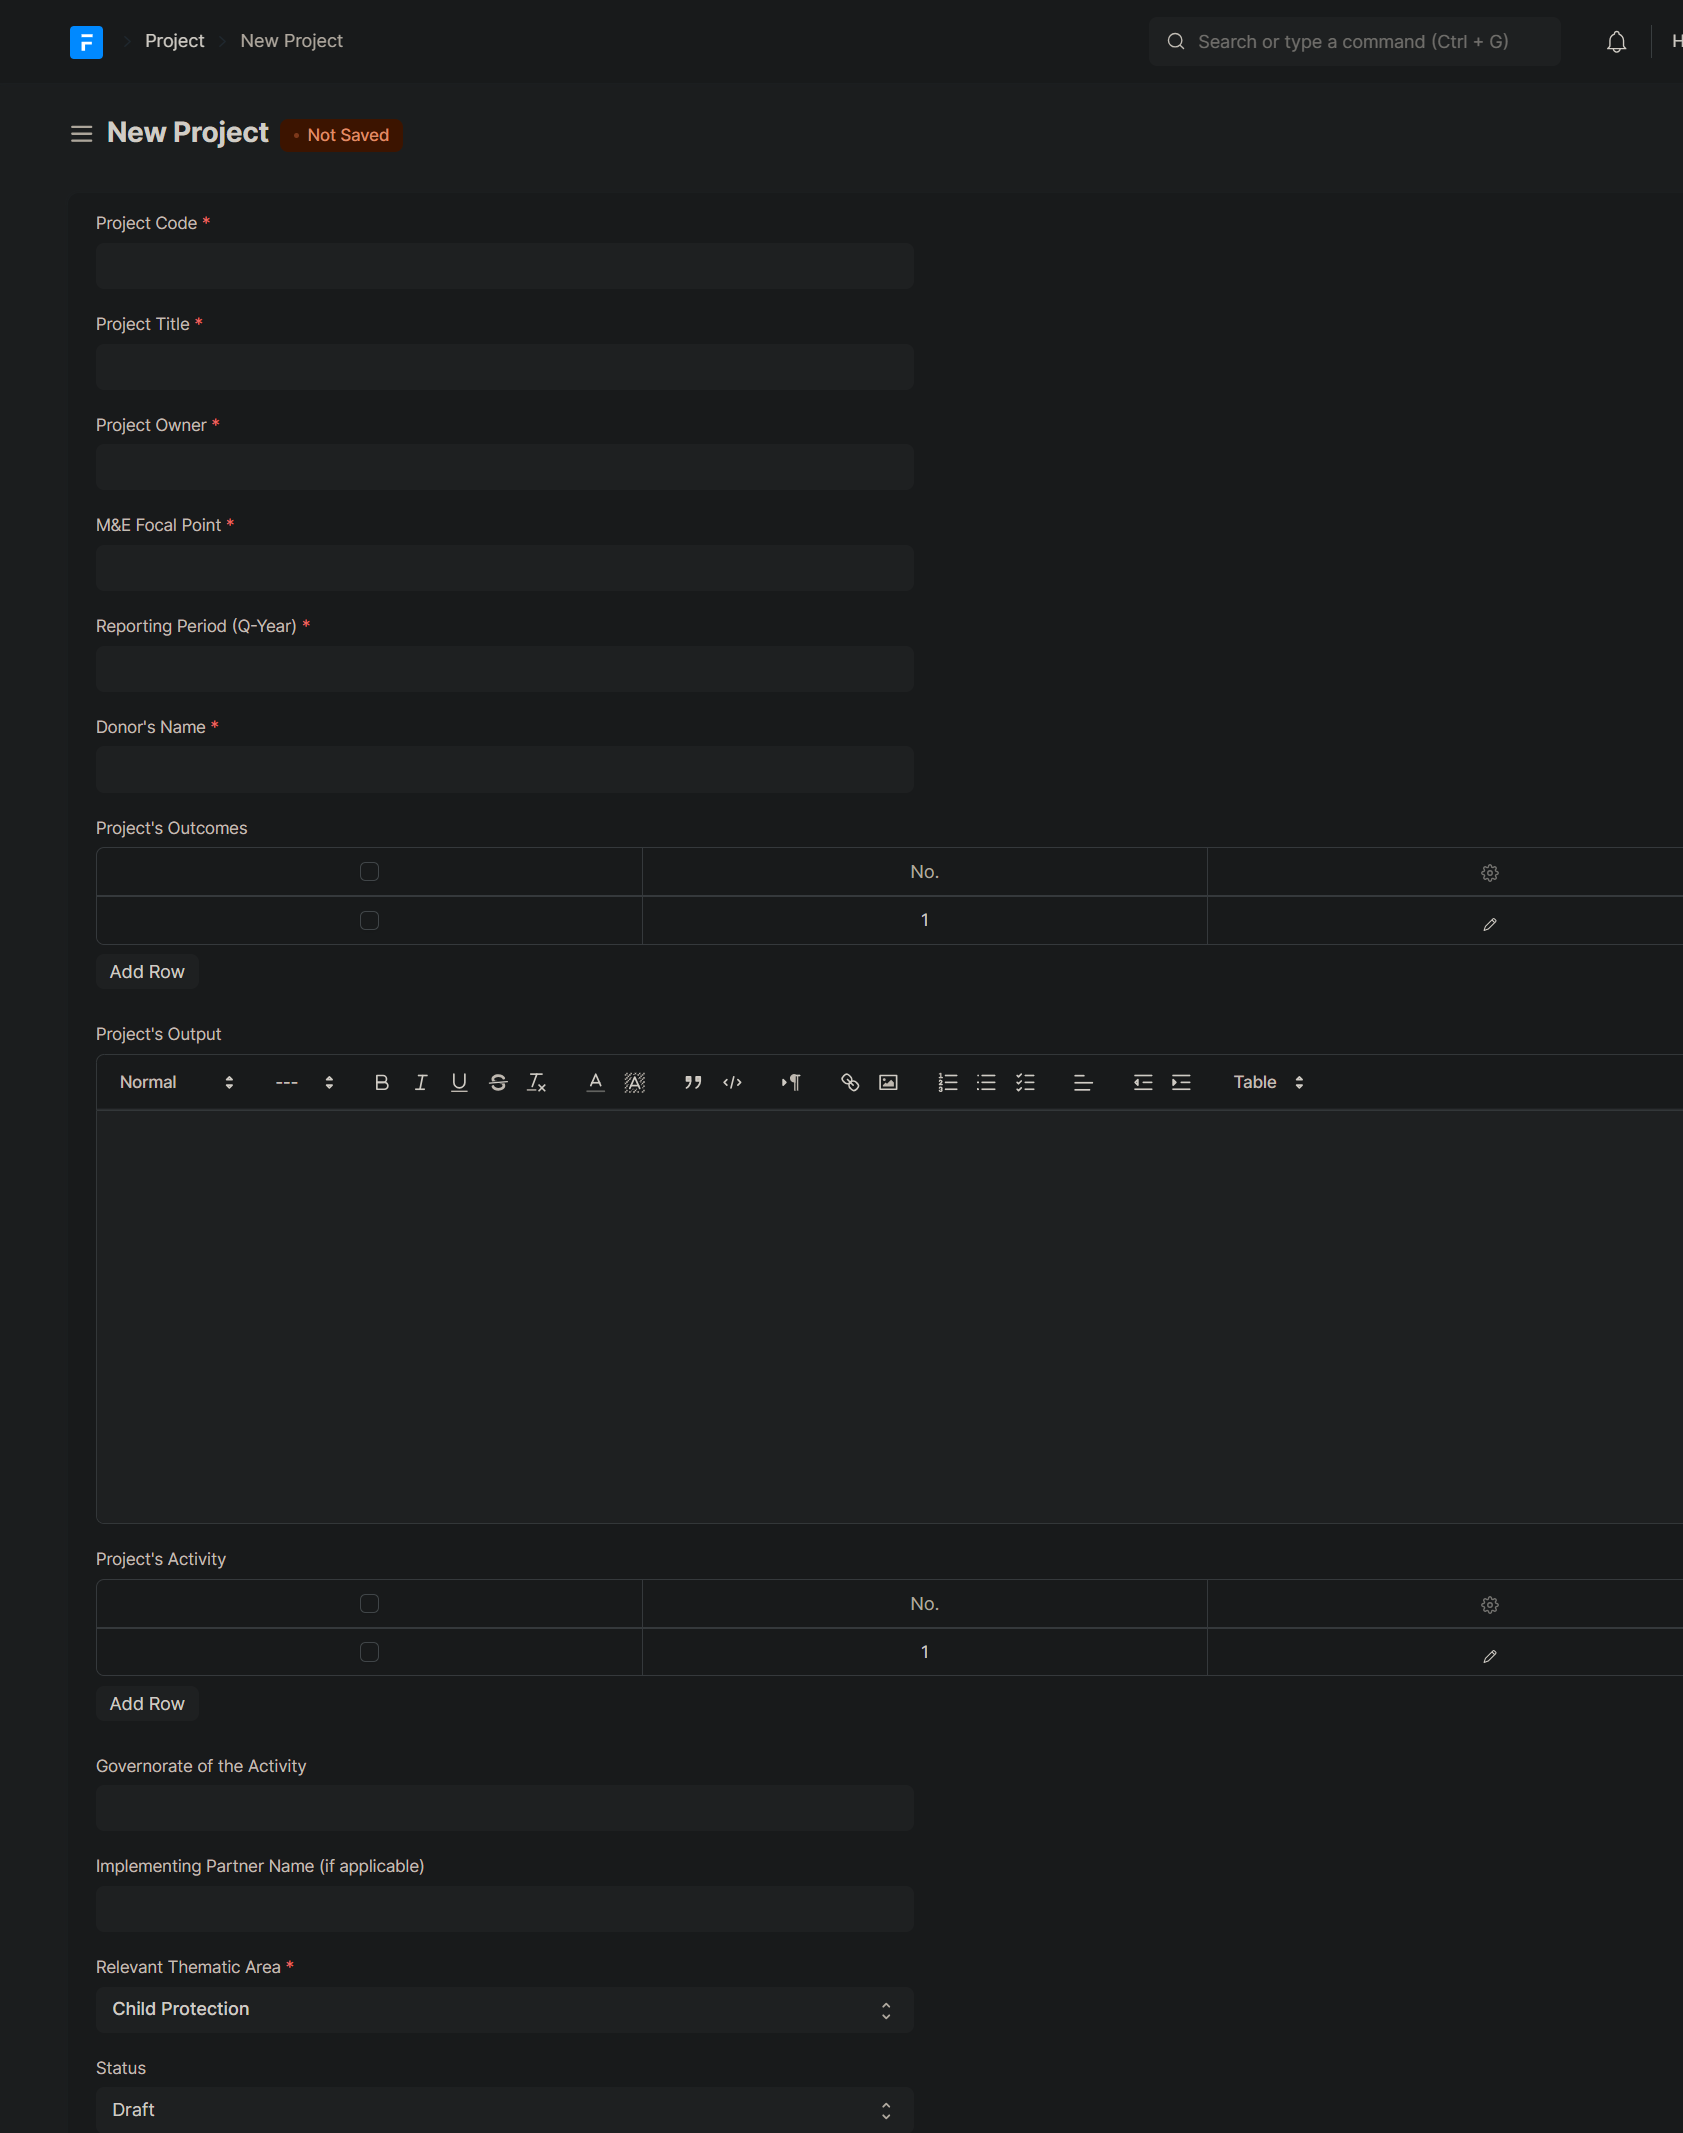 F Project New Project Search or type a command (Ctrl + G) H
New Project • Not Saved
Project Code *
Project Title *
Project Owner *
M&E Focal Point *
Reporting Period (Q-Year) *
Donor's Name *
Project's Outcomes
No.
1
Add Row
Project's Output
Normal --- B I U S Tx A A Table
Project's Activity
No.
1
Add Row
Governorate of the Activity
Implementing Partner Name (if applicable)
Relevant Thematic Area *
Child Protection
Status
Draft